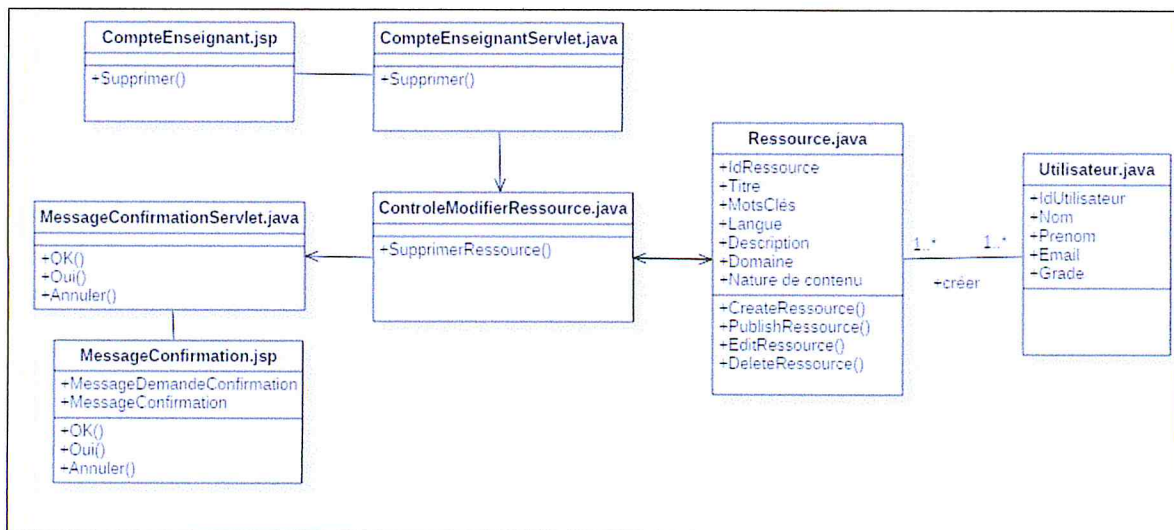 CompteEnseignant.jsp
+Supprimer()
CompteEnseignantServlet.java
+Supprimer()
MessageConfirmationServlet.java
+OK()
+Oui()
+Annuler()
ControleModifierRessource.java
+SupprimerRessource()
Ressource.java
+IdRessource
+Titre
+MotsClés
+Langue
+Description
+Domaine
+Nature de contenu
+CreateRessource()
+PublishRessource()
+EditRessource()
+DeleteRessource()
1..*
1..*
+créer
Utilisateur.java
+IdUtilisateur
+Nom
+Prenom
+Email
+Grade
MessageConfirmation.jsp
+MessageDemandeConfirmation
+MessageConfirmation
+OK()
+Oui()
+Annuler()